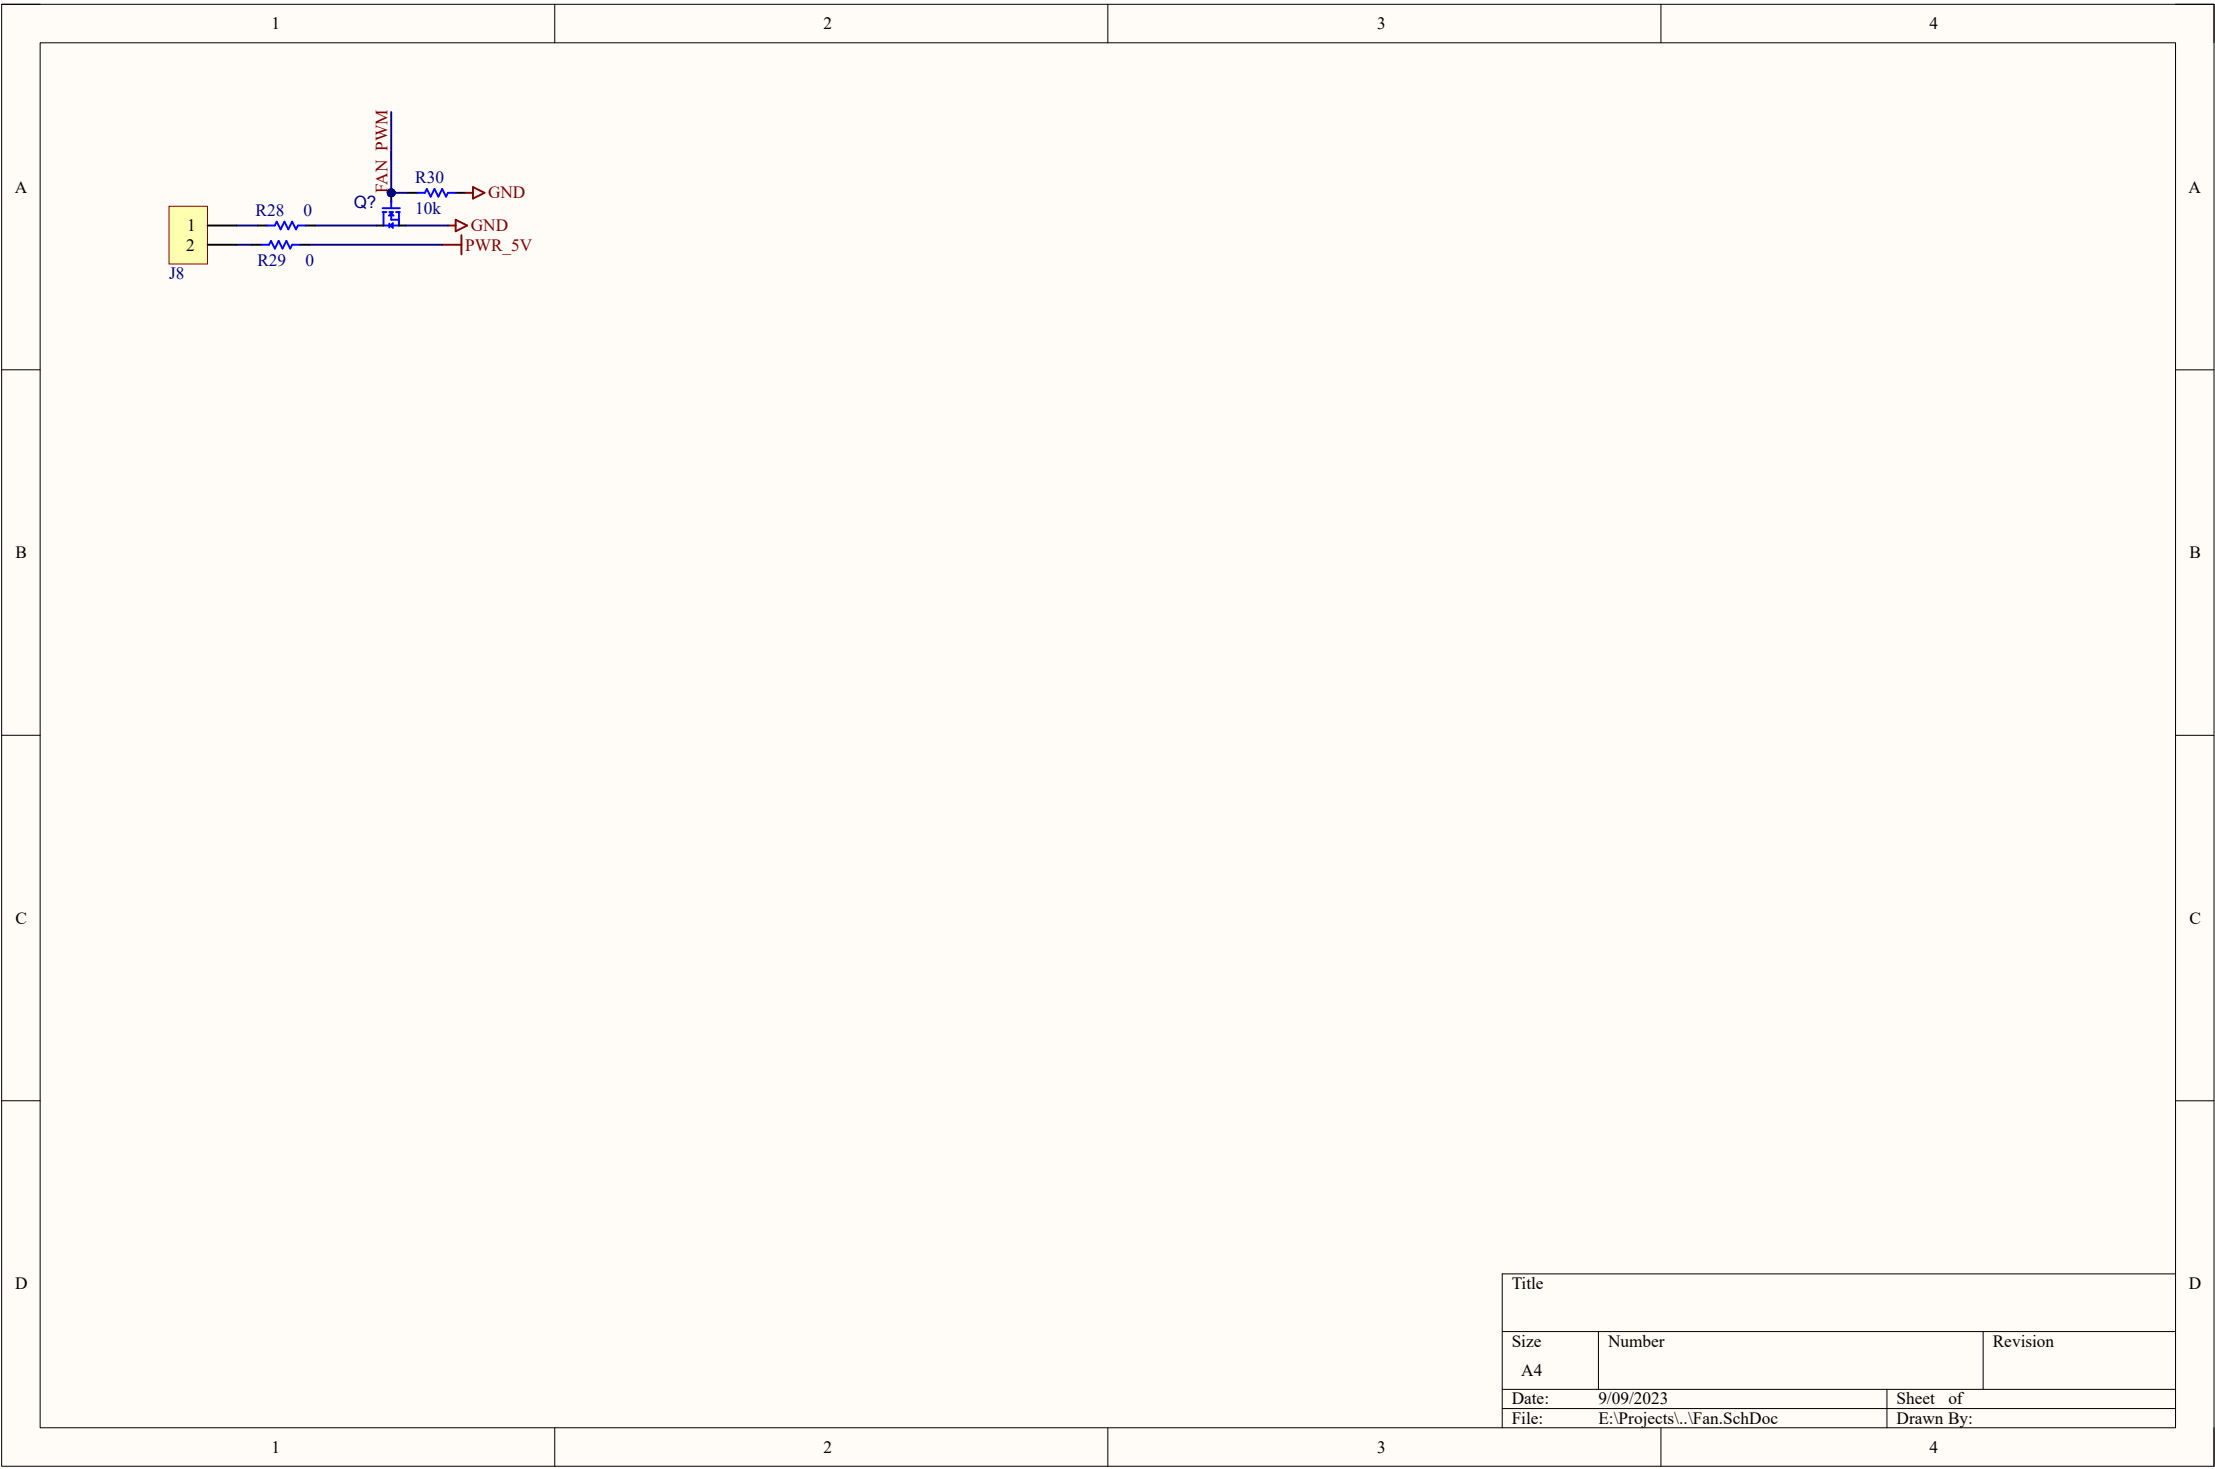 1 2 3 4
FAN_PWM
A A
R30
GND
Q? 10k
R28 0
1 GND
2 PWR_5V
R29 0
J8
B B
C C
D D
Title
Size Number Revision
A4
Date: 9/09/2023 Sheet of
File: E:\Projects\..\Fan.SchDoc Drawn By:
1 2 3 4